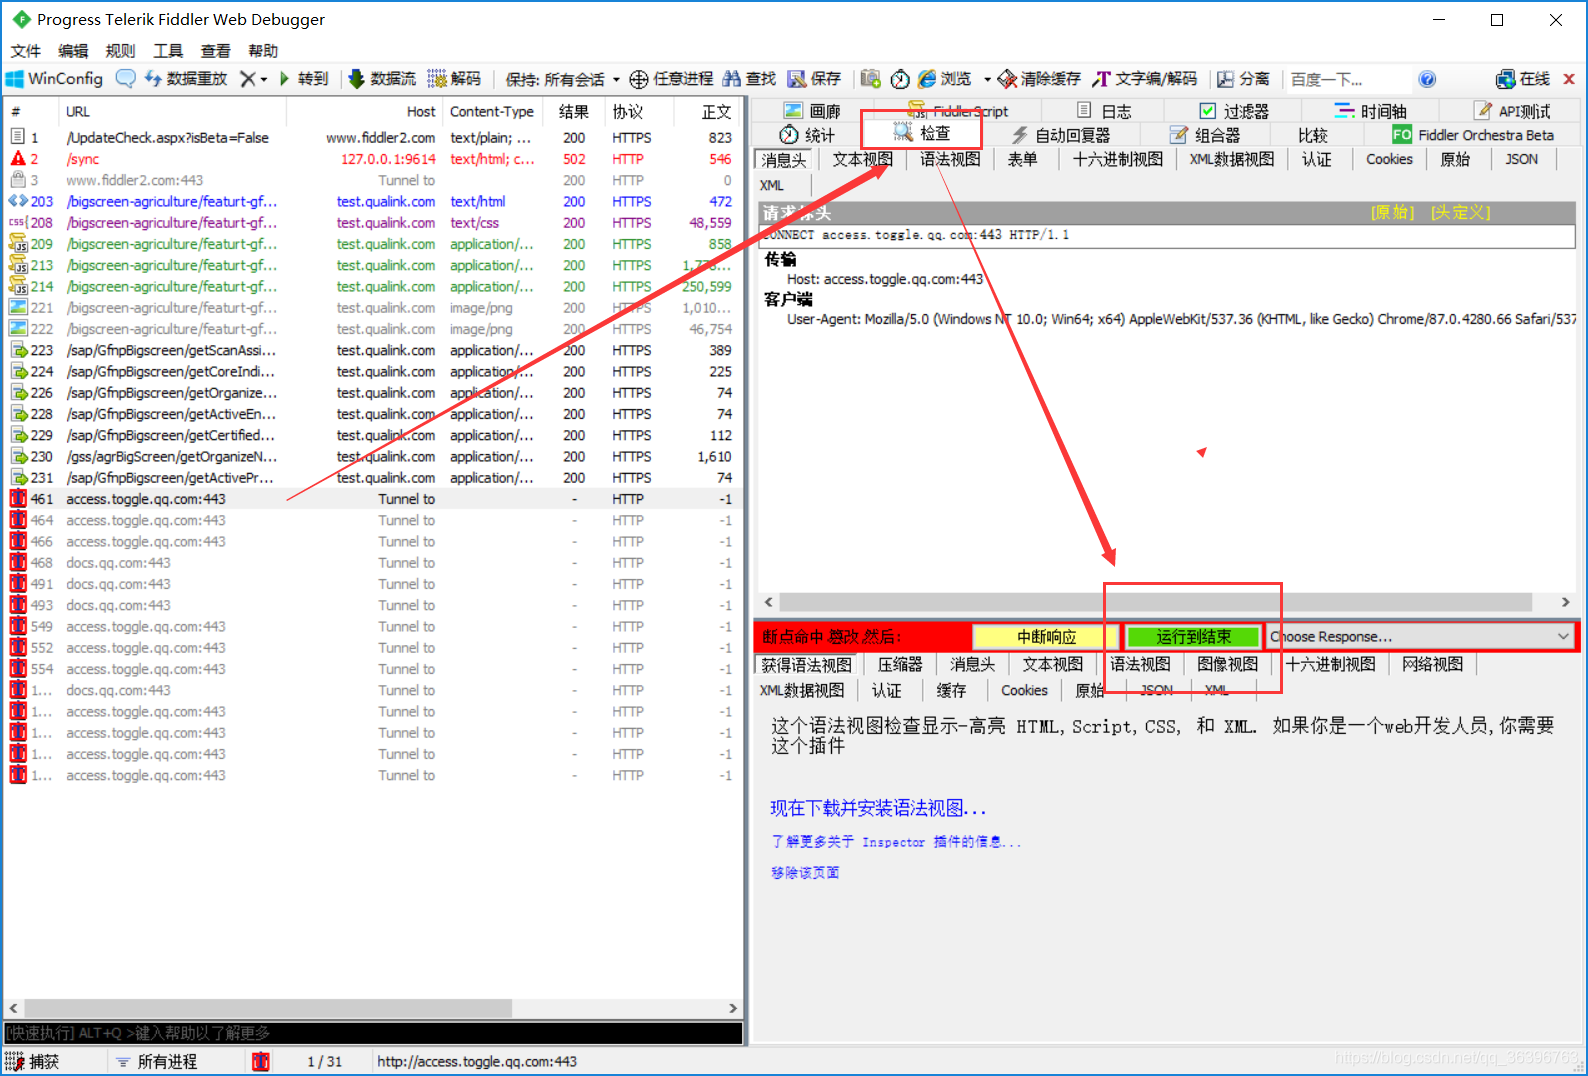 Progress Telerik Fiddler Web Debugger
文件 编辑 规则 工具 查看 帮助
WinConfig 数据重放 转到 数据流 解码 保持: 所有会话 任意进程 查找 保存 浏览 清除缓存 文字编/解码 分离 百度一下... 在线
# URL Host Content-Type 结果 协议 正文
1 /UpdateCheck.aspx?isBeta=False www.fiddler2.com text/plain; ... 200 HTTPS 823
2 /sync 127.0.0.1:9614 text/html; c... 502 HTTP 546
3 www.fiddler2.com:443 Tunnel to 200 HTTP 0
203 /bigscreen-agriculture/featurt-gf... test.qualink.com text/html 200 HTTPS 472
208 /bigscreen-agriculture/featurt-gf... test.qualink.com text/css 200 HTTPS 48,559
209 /bigscreen-agriculture/featurt-gf... test.qualink.com application/... 200 HTTPS 858
213 /bigscreen-agriculture/featurt-gf... test.qualink.com application/... 200 HTTPS
214 /bigscreen-agriculture/featurt-gf... test.qualink.com application/... 200 HTTPS 250,599
221 /bigscreen-agriculture/featurt-gf... test.qualink.com image/png 200 HTTPS 1,010...
222 /bigscreen-agriculture/featurt-gf... test.qualink.com image/png 200 HTTPS 46,754
223 /sap/GfnpBigscreen/getScanAssi... test.qualink.com application/... 200 HTTPS 389
224 /sap/GfnpBigscreen/getCoreIndi... test.qualink.com application/... 200 HTTPS 225
226 /sap/GfnpBigscreen/getOrganize... test.qualink.com application/... 200 HTTPS 74
228 /sap/GfnpBigscreen/getActiveEn... test.qualink.com application/... 200 HTTPS 74
229 /sap/GfnpBigscreen/getCertified... test.qualink.com application/... 200 HTTPS 112
230 /gss/agrBigScreen/getOrganizeN... test.qualink.com application/... 200 HTTPS 1,610
231 /sap/GfnpBigscreen/getActivePr... test.qualink.com application/... 200 HTTPS 74
461 access.toggle.qq.com:443 Tunnel to - HTTP -1
464 access.toggle.qq.com:443 Tunnel to - HTTP -1
466 access.toggle.qq.com:443 Tunnel to - HTTP -1
468 docs.qq.com:443 Tunnel to - HTTP -1
491 docs.qq.com:443 Tunnel to - HTTP -1
493 docs.qq.com:443 Tunnel to - HTTP -1
549 access.toggle.qq.com:443 Tunnel to - HTTP -1
552 access.toggle.qq.com:443 Tunnel to - HTTP -1
554 access.toggle.qq.com:443 Tunnel to - HTTP -1
1... docs.qq.com:443 Tunnel to - HTTP -1
1... access.toggle.qq.com:443 Tunnel to - HTTP -1
1... access.toggle.qq.com:443 Tunnel to - HTTP -1
1... access.toggle.qq.com:443 Tunnel to - HTTP -1
1... access.toggle.qq.com:443 Tunnel to - HTTP -1
[快速执行] ALT+Q >键入帮助以了解更多
画廊 FiddlerScript 日志 过滤器 时间轴 API测试
统计 检查 自动回复器 组合器 比较 FO Fiddler Orchestra Beta
消息头 文本视图 语法视图 表单 十六进制视图 XML数据视图 认证 Cookies 原始 JSON
XML
请求标头 [原始] [头定义]
CONNECT access.toggle.qq.com:443 HTTP/1.1
传输
Host: access.toggle.qq.com:443
客户端
User-Agent: Mozilla/5.0 (Windows NT 10.0; Win64; x64) AppleWebKit/537.36 (KHTML, like Gecko) Chrome/87.0.4280.66 Safari/537
断点命中.篡改,然后: 中断响应 运行到结束 Choose Response...
获得语法视图 压缩器 消息头 文本视图 语法视图 图像视图 十六进制视图 网络视图
XML数据视图 认证 缓存 Cookies 原始 JSON XML
这个语法视图检查显示-高亮 HTML, Script, CSS, 和 XML. 如果你是一个web开发人员,你需要
这个插件
现在下载并安装语法视图...
了解更多关于 Inspector 插件的信息...
移除该页面
捕获 所有进程 1 / 31 http://access.toggle.qq.com:443
https://blog.csdn.net/qq_36396763